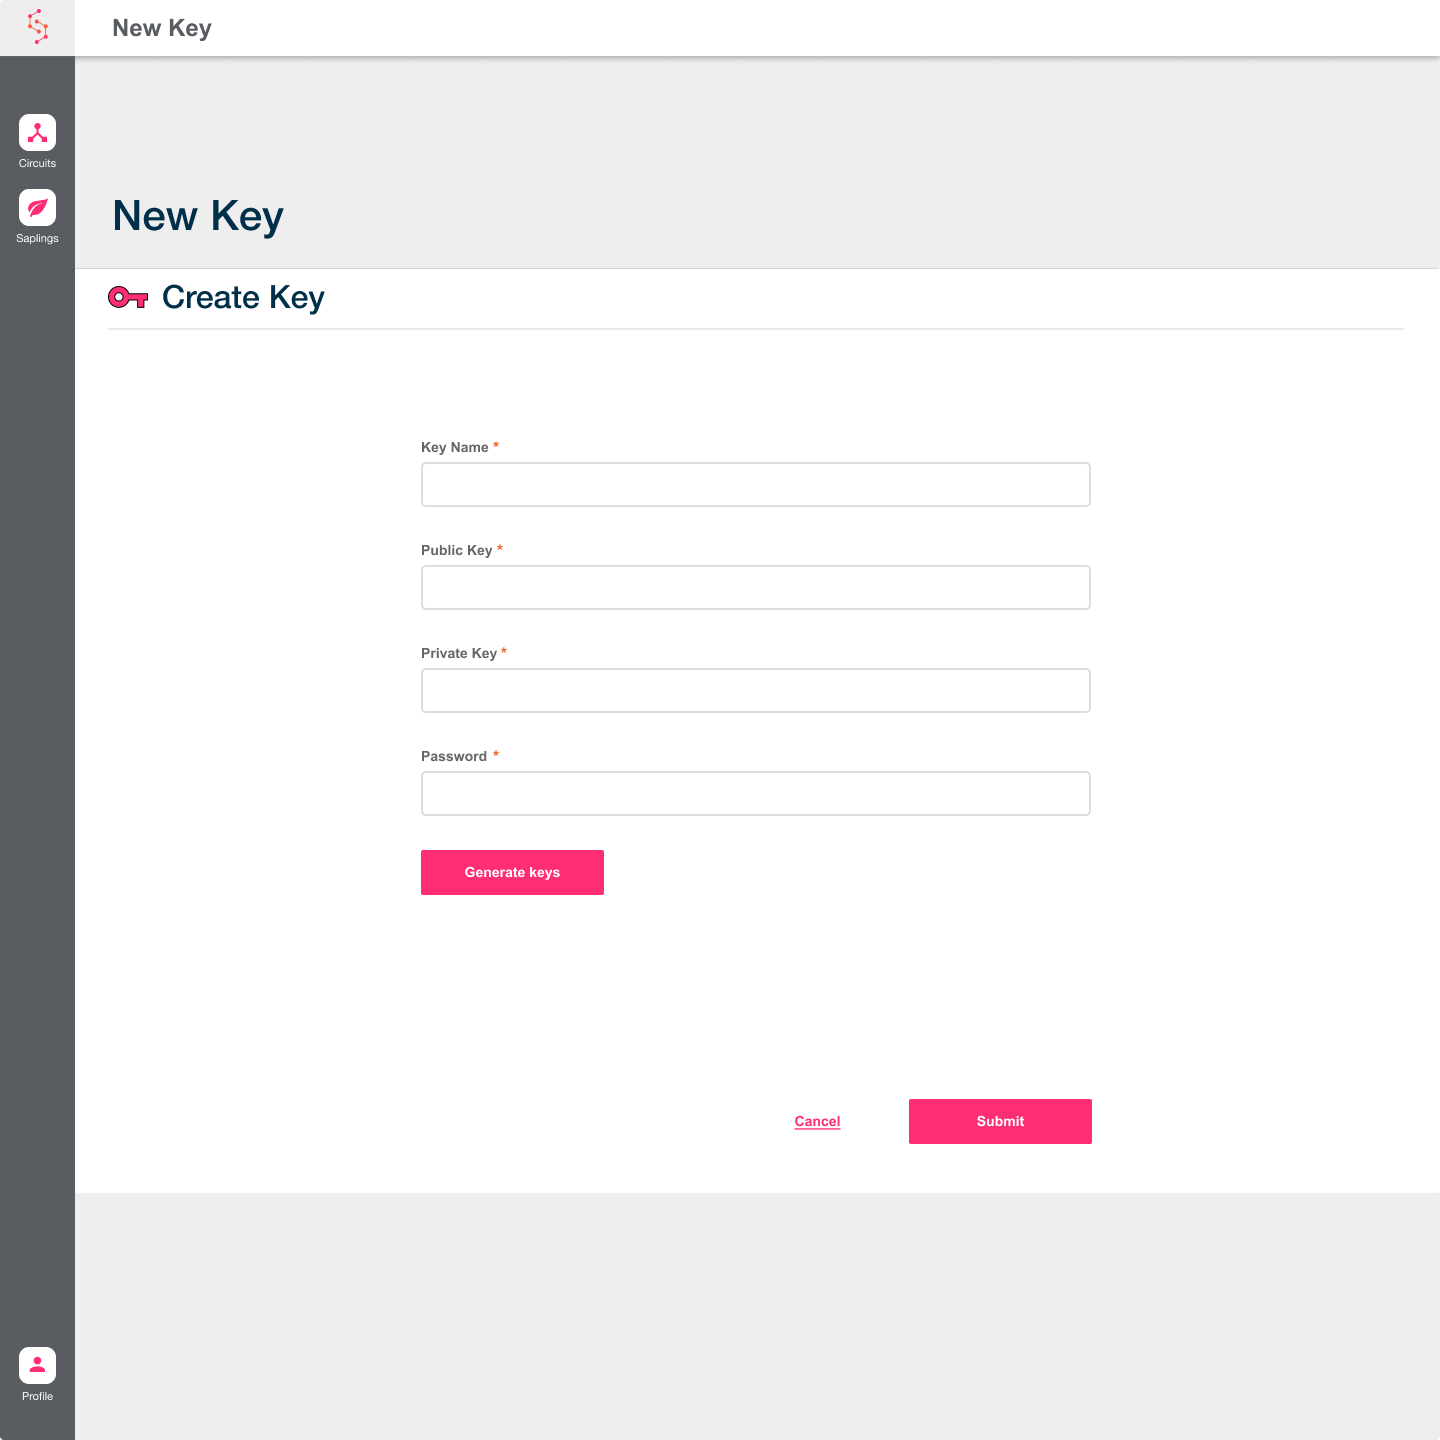 New Key
Circuits
Saplings
New Key
Create Key
Key Name *
Public Key *
Private Key *
Password *
Generate keys
Cancel
Submit
Profile